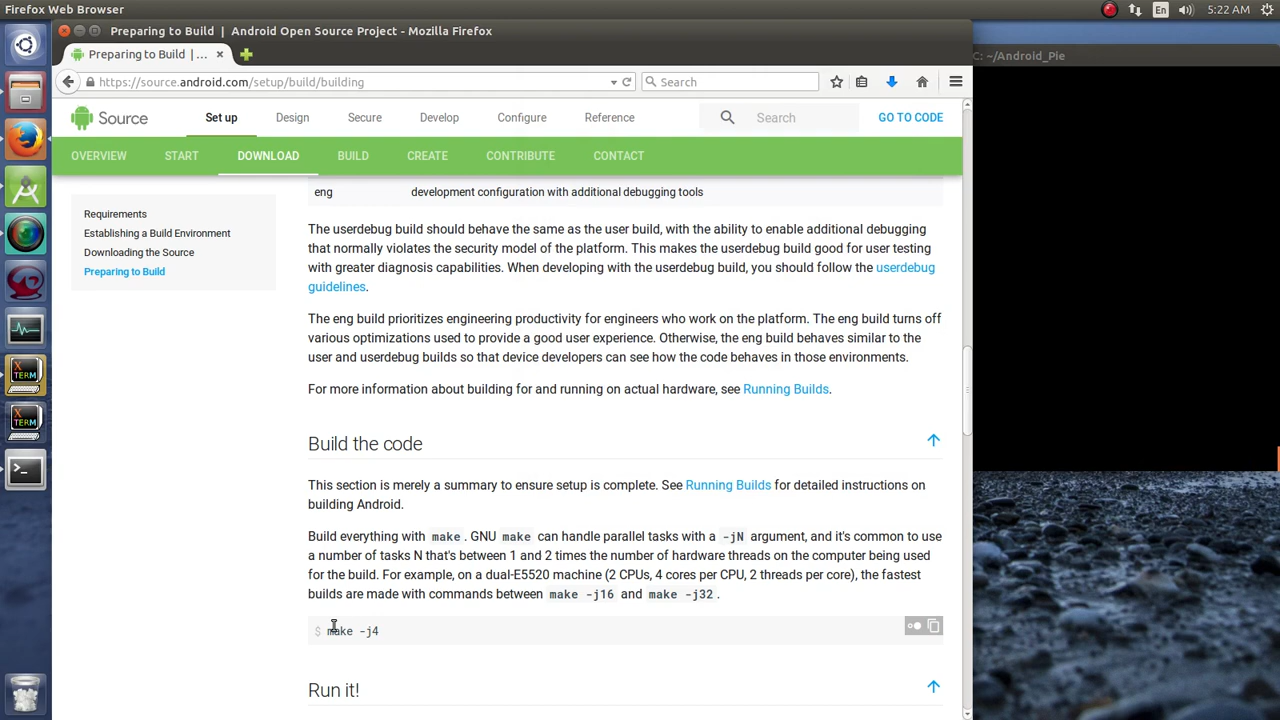 Firefox Web Browser
En
5:22 AM
Preparing to Build | Android Open Source Project - Mozilla Firefox
C: ~/Android_Pie
Preparing to Build | ...
https://source.android.com/setup/build/building
Search
Source
Set up
Design
Secure
Develop
Configure
Reference
Search
GO TO CODE
OVERVIEW
START
DOWNLOAD
BUILD
CREATE
CONTRIBUTE
CONTACT
Requirements
Establishing a Build Environment
Downloading the Source
Preparing to Build
eng development configuration with additional debugging tools
The userdebug build should behave the same as the user build, with the ability to enable additional debugging
that normally violates the security model of the platform. This makes the userdebug build good for user testing
with greater diagnosis capabilities. When developing with the userdebug build, you should follow the userdebug
guidelines.
The eng build prioritizes engineering productivity for engineers who work on the platform. The eng build turns off
various optimizations used to provide a good user experience. Otherwise, the eng build behaves similar to the
user and userdebug builds so that device developers can see how the code behaves in those environments.
For more information about building for and running on actual hardware, see Running Builds.
Build the code
This section is merely a summary to ensure setup is complete. See Running Builds for detailed instructions on
building Android.
Build everything with make. GNU make can handle parallel tasks with a -jN argument, and it's common to use
a number of tasks N that's between 1 and 2 times the number of hardware threads on the computer being used
for the build. For example, on a dual-E5520 machine (2 CPUs, 4 cores per CPU, 2 threads per core), the fastest
builds are made with commands between make -j16 and make -j32.
$ make -j4
Run it!
X
TERM
X
TERM